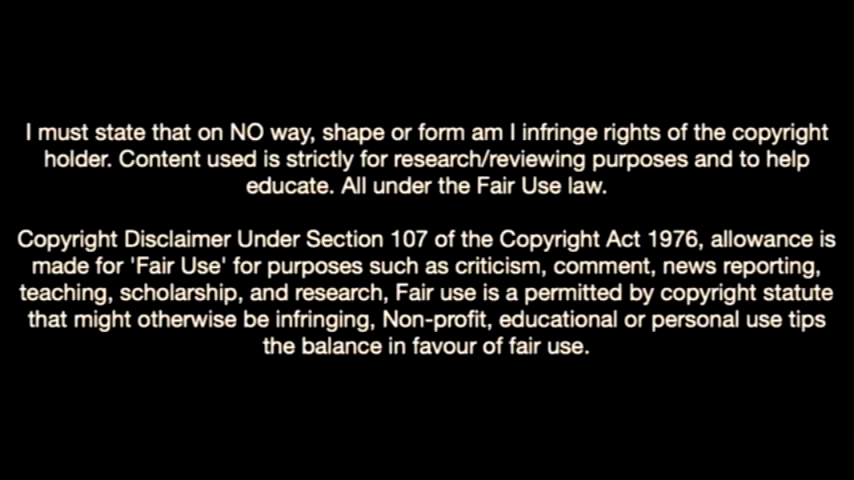 I must state that on NO way, shape or form am I infringe rights of the copyright
holder. Content used is strictly for research/reviewing purposes and to help
educate. All under the Fair Use law.
Copyright Disclaimer Under Section 107 of the Copyright Act 1976, allowance is
made for 'Fair Use' for purposes such as criticism, comment, news reporting,
teaching, scholarship, and research, Fair use is a permitted by copyright statute
that might otherwise be infringing, Non-profit, educational or personal use tips
the balance in favour of fair use.